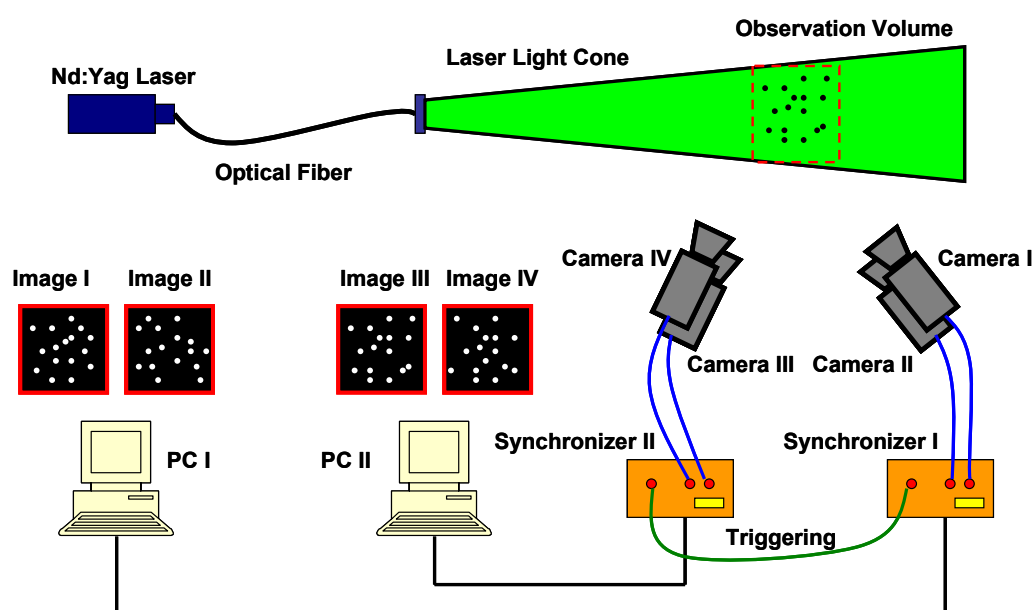 Observation Volume
Laser Light Cone
Nd:Yag Laser
Optical Fiber
Camera IV
Camera I
Image I
Image II
Image III
Image IV
Camera III
Camera II
Synchronizer II
Synchronizer I
PC I
PC II
Triggering